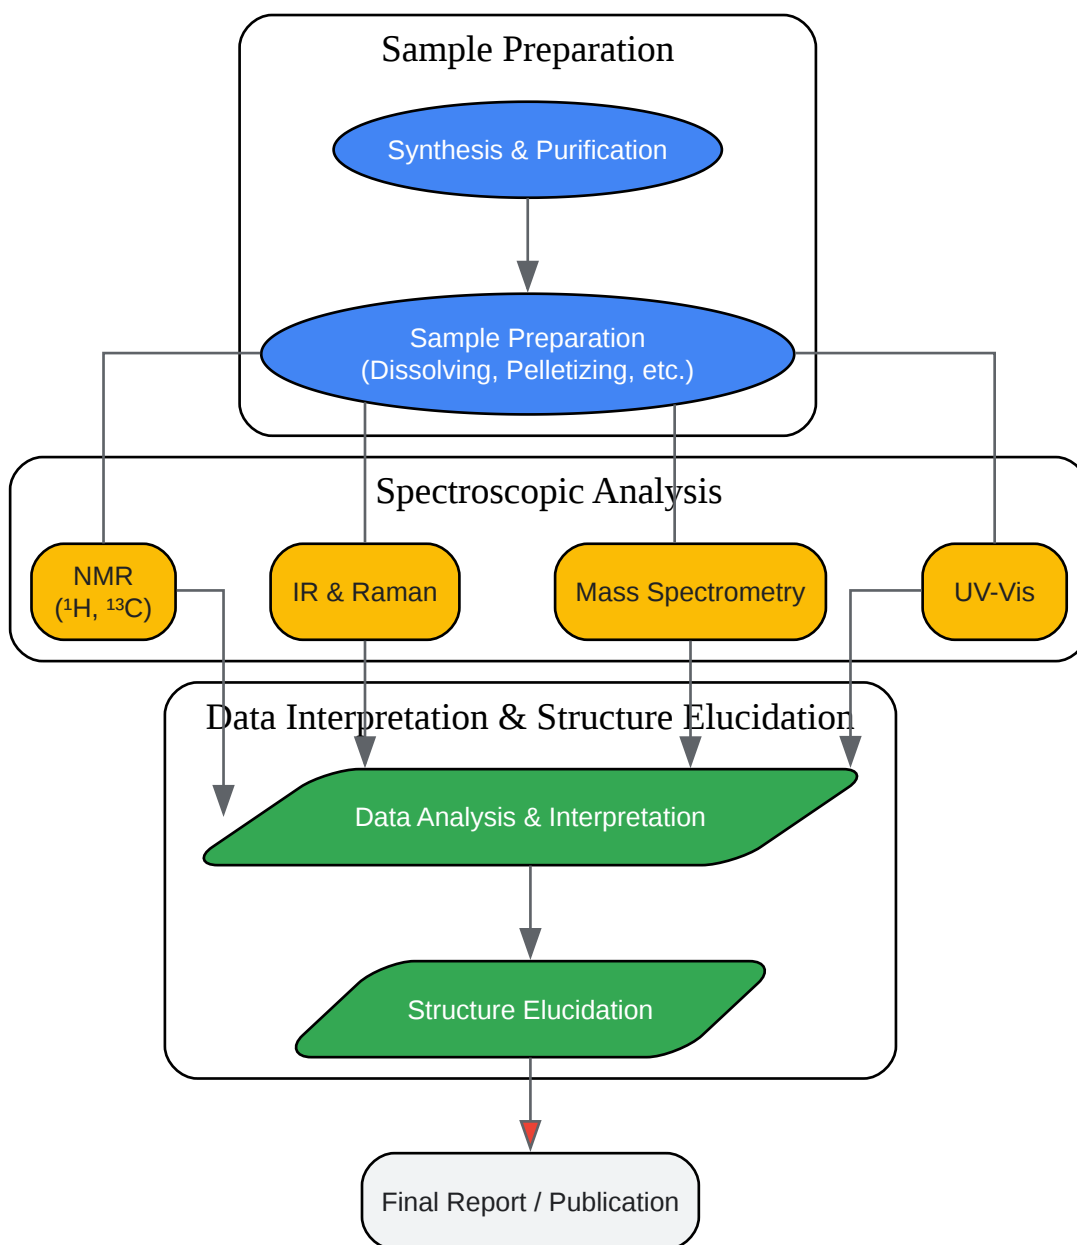 Sample Preparation
Synthesis & Purification
Sample Preparation
(Dissolving, Pelletizing, etc.)
Spectroscopic Analysis
NMR
(¹H, ¹³C)
IR & Raman
Mass Spectrometry
UV-Vis
Data Interpretation & Structure Elucidation
Data Analysis & Interpretation
Structure Elucidation
Final Report / Publication